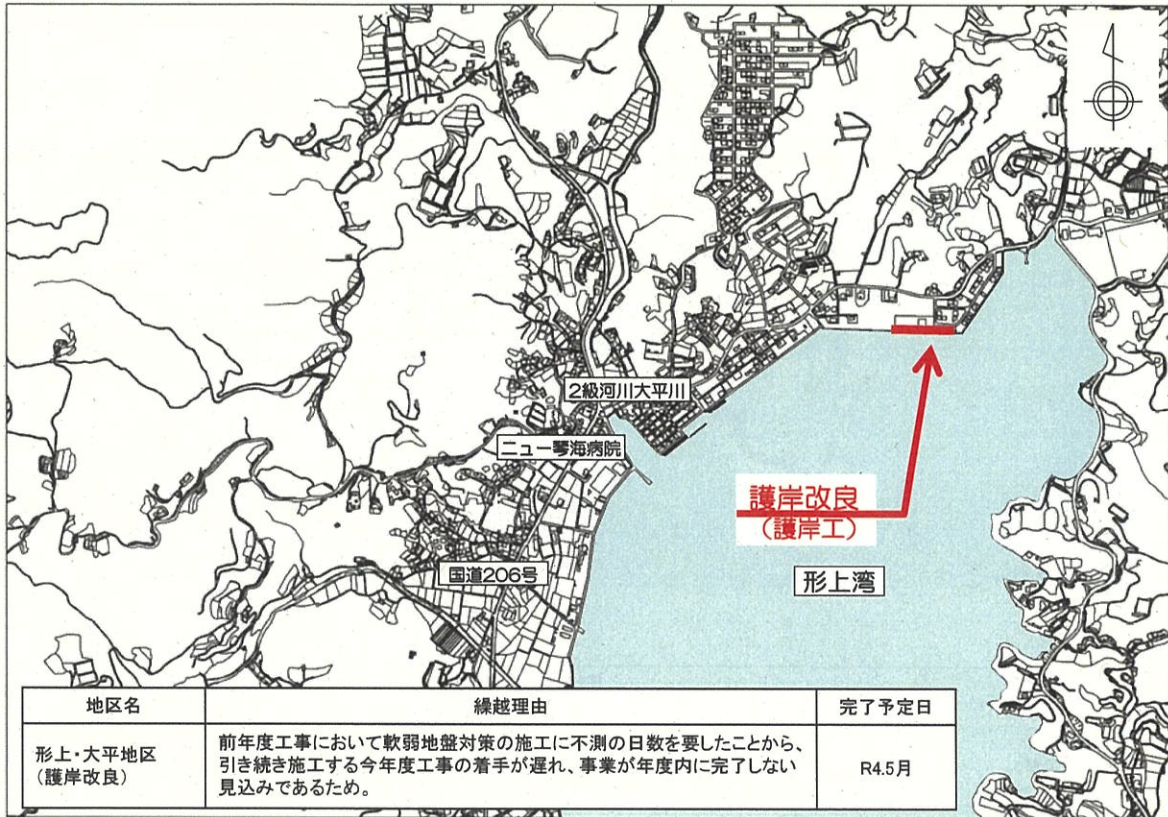 2級河川大平川
ニュー琴海病院
護岸改良
(護岸工)
国道206号
形上湾
地区名
繰越理由
完了予定日
形上・大平地区
(護岸改良)
前年度工事において軟弱地盤対策の施工に不測の日数を要したことから、
引き続き施工する今年度工事の着手が遅れ、事業が年度内に完了しない
見込みであるため。
R4.5月